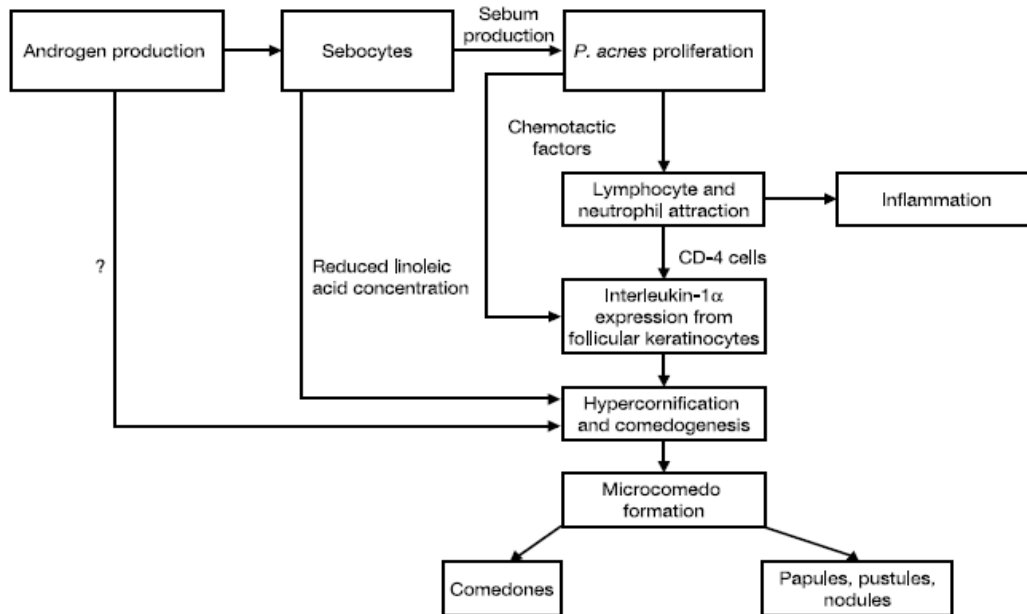 Androgen production
Sebocytes
Sebum
production
P. acnes proliferation
Chemotactic
factors
Lymphocyte and
neutrophil attraction
Inflammation
?
Reduced linoleic
acid concentration
CD-4 cells
Interleukin-1α
expression from
follicular keratinocytes
Hypercornification
and comedogenesis
Microcomedo
formation
Comedones
Papules, pustules,
nodules